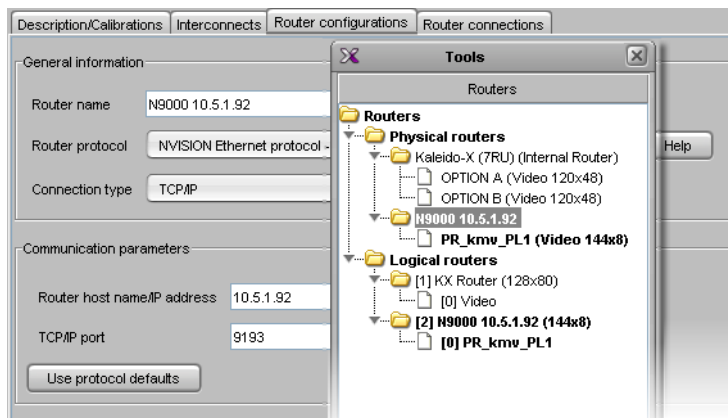 Description/Calibrations Interconnects Router configurations Router connections
General information
Router name N9000 10.5.1.92
Router protocol NVISION Ethernet protocol - Help
Connection type TCP/IP
Communication parameters
Router host name/IP address 10.5.1.92
TCP/IP port 9193
Use protocol defaults
Tools
Routers
Routers
Physical routers
Kaleido-X (7RU) (Internal Router)
OPTION A (Video 120x48)
OPTION B (Video 120x48)
N9000 10.5.1.92
PR_kmv_PL1 (Video 144x8)
Logical routers
[1] KX Router (128x80)
[0] Video
[2] N9000 10.5.1.92 (144x8)
[0] PR_kmv_PL1